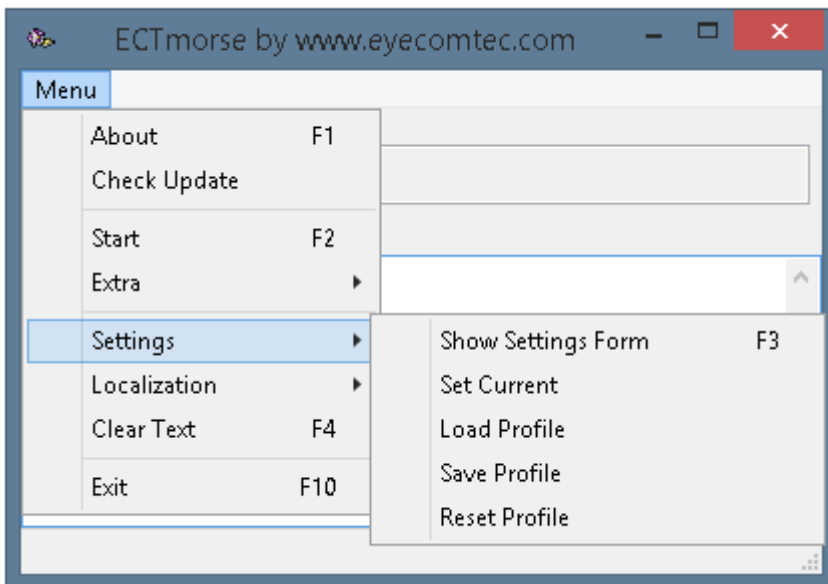 ECTmorse by www.eyecomtec.com
Menu
About F1
Check Update
Start F2
Extra
Settings
Localization
Clear Text F4
Exit F10
Show Settings Form F3
Set Current
Load Profile
Save Profile
Reset Profile